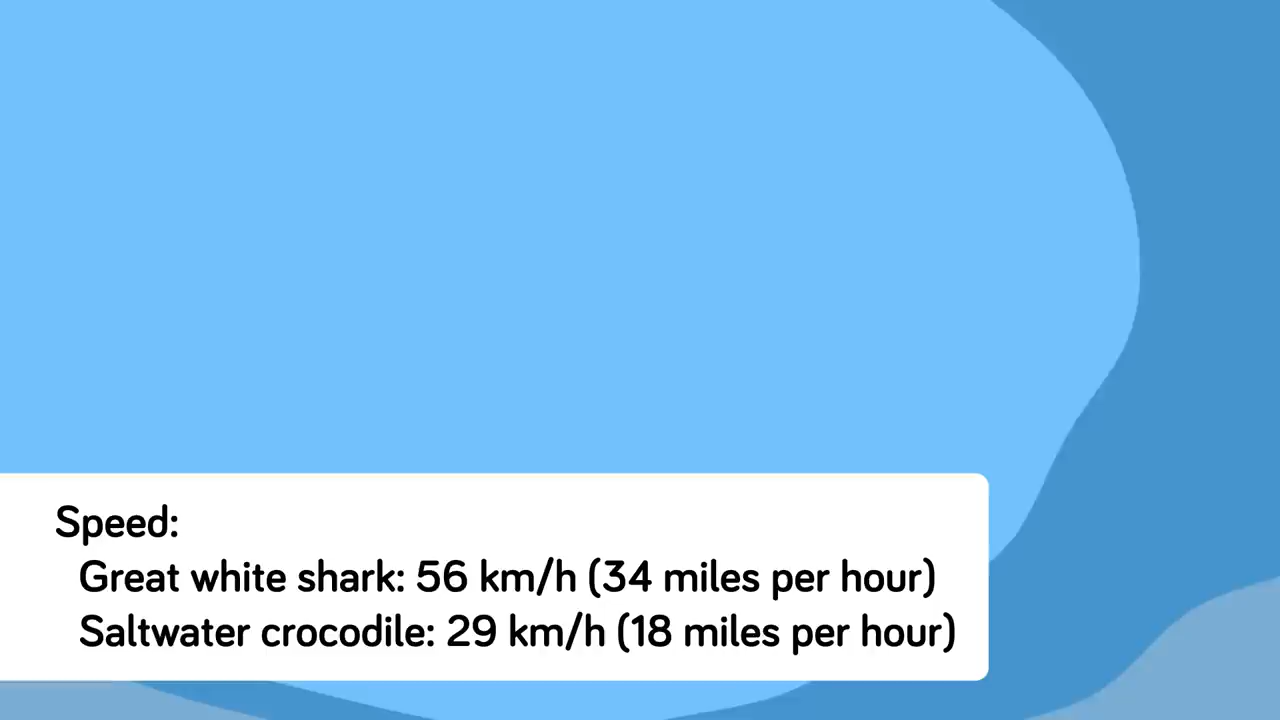 Speed:
Great white shark: 56 km/h (34 miles per hour)
Saltwater crocodile: 29 km/h (18 miles per hour)